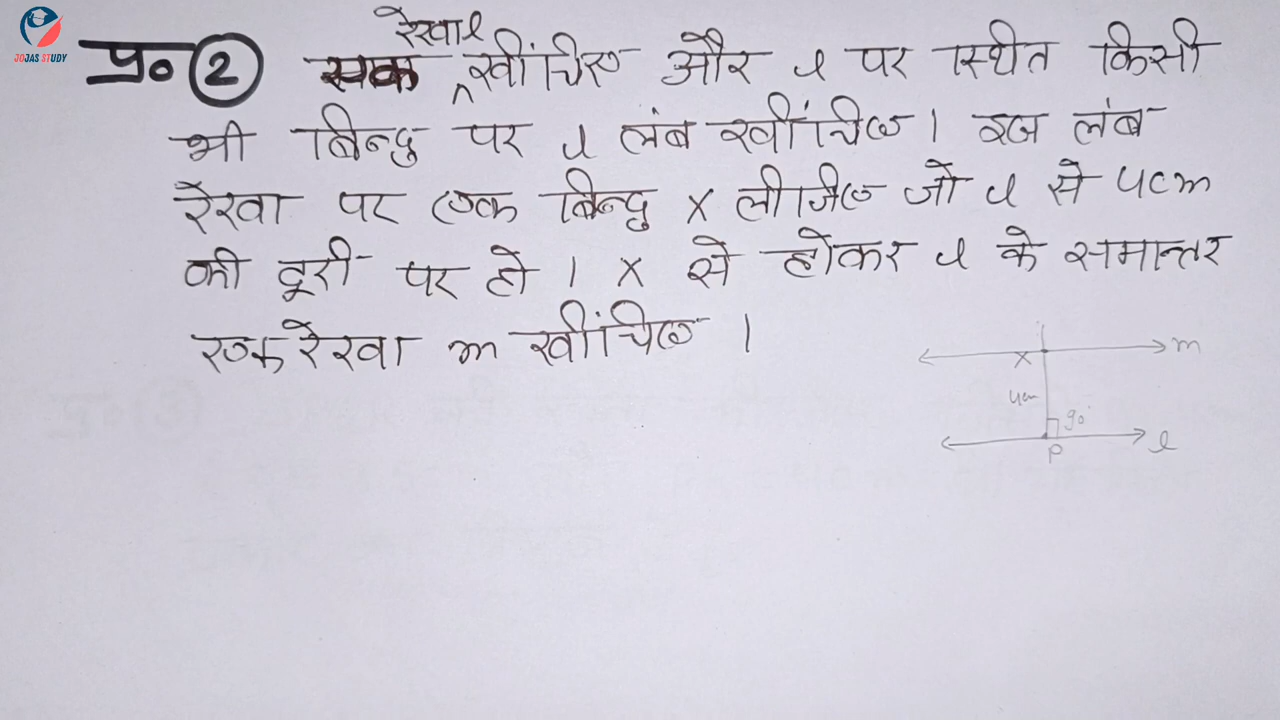 JOJAS STUDY
प्र० 2 एक रेखा l खींचिए और l पर स्थित किसी
भी बिन्दु पर l लंब खींचिए । इस लंब
रेखा पर एक बिन्दु X लीजिए जो l से 4cm
की दूरी पर हो । X से होकर l के समान्तर
एक रेखा m खींचिए ।
m
X
4cm
90°
P
l